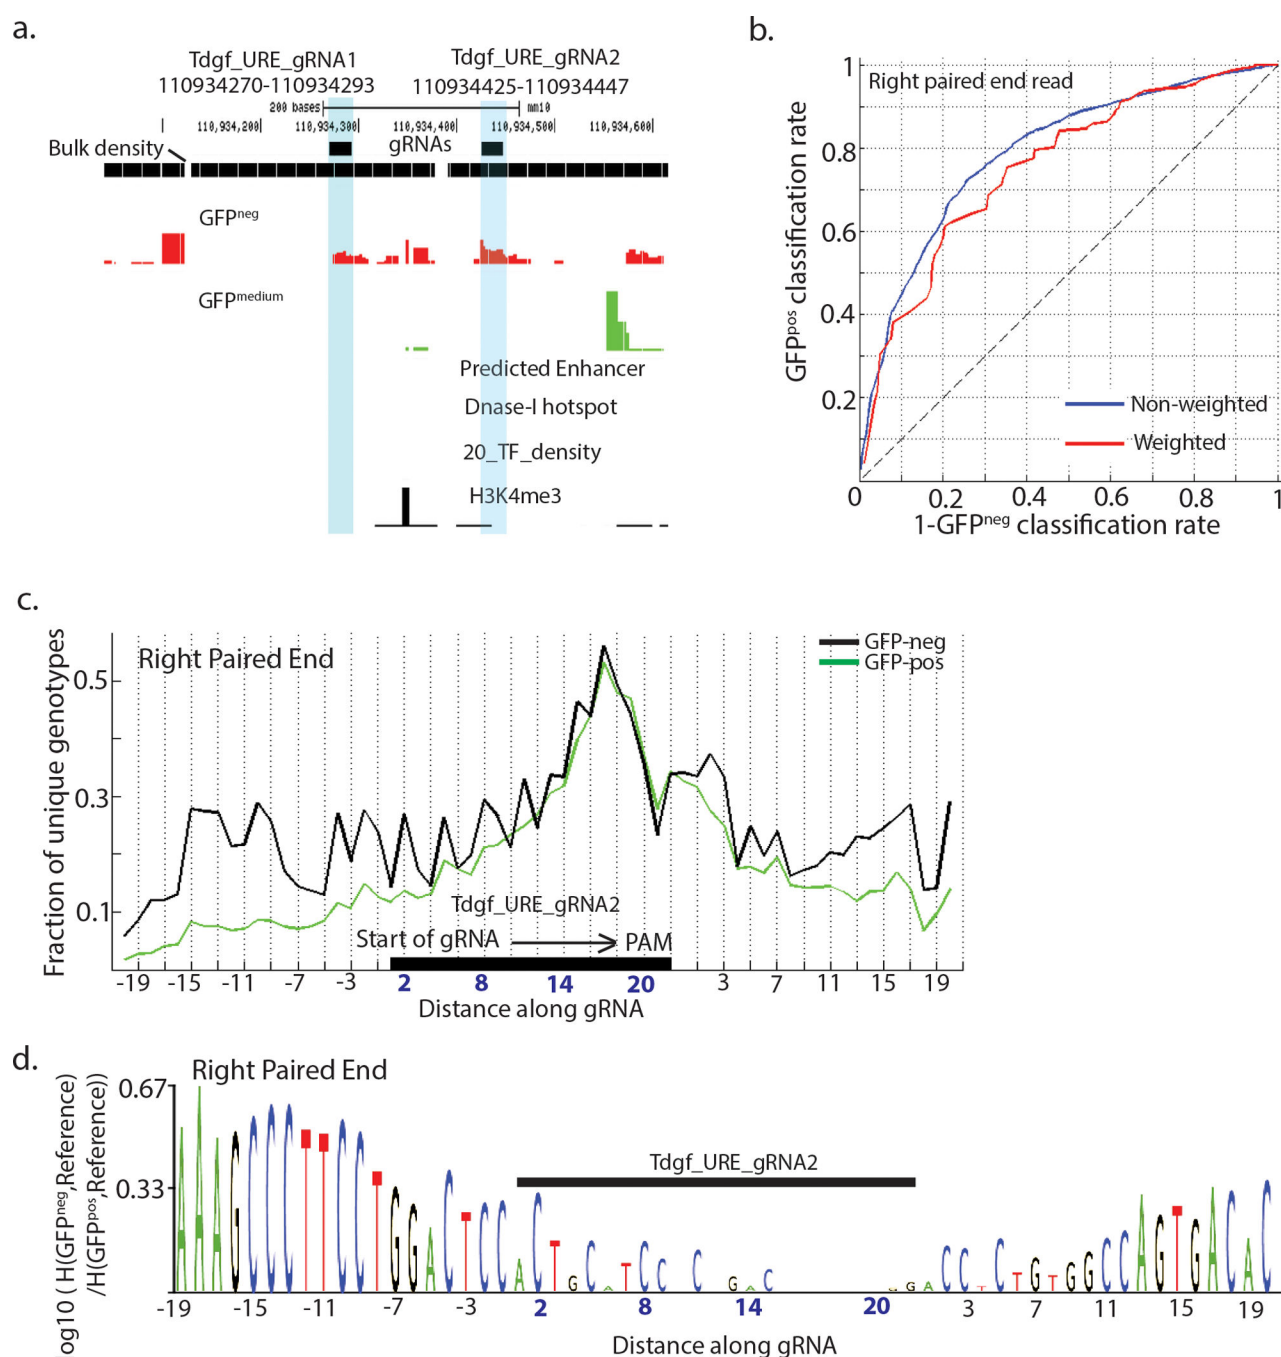 a.
Tdgf_URE_gRNA1
110934270-110934293
Tdgf_URE_gRNA2
110934425-110934447
200 bases
mm10
110,934,200
110,934,300
110,934,400
110,934,500
110,934,600
Bulk density
gRNAs
GFPneg
GFPmedium
Predicted Enhancer
Dnase-I hotspot
20_TF_density
H3K4me3
b.
Right paired end read
GFPpos classification rate
1
0.8
0.6
0.4
0.2
Non-weighted
Weighted
0 0.2 0.4 0.6 0.8 1
1-GFPneg classification rate
c.
Right Paired End
GFP-neg
GFP-pos
Fraction of unique genotypes
0.5
0.3
0.1
Tdgf_URE_gRNA2
Start of gRNA
PAM
-19 -15 -11 -7 -3 2 8 14 20 3 7 11 15 19
Distance along gRNA
d.
Right Paired End
log10 ( H(GFPneg,Reference)
/H(GFPpos,Reference))
0.67
0.33
Tdgf_URE_gRNA2
AAAGCCCTTCCTGGACTCCACTGCATCCCGACGACCTCTGTGGCCAGTGACAC
-19 -15 -11 -7 -3 2 8 14 20 3 7 11 15 19
Distance along gRNA